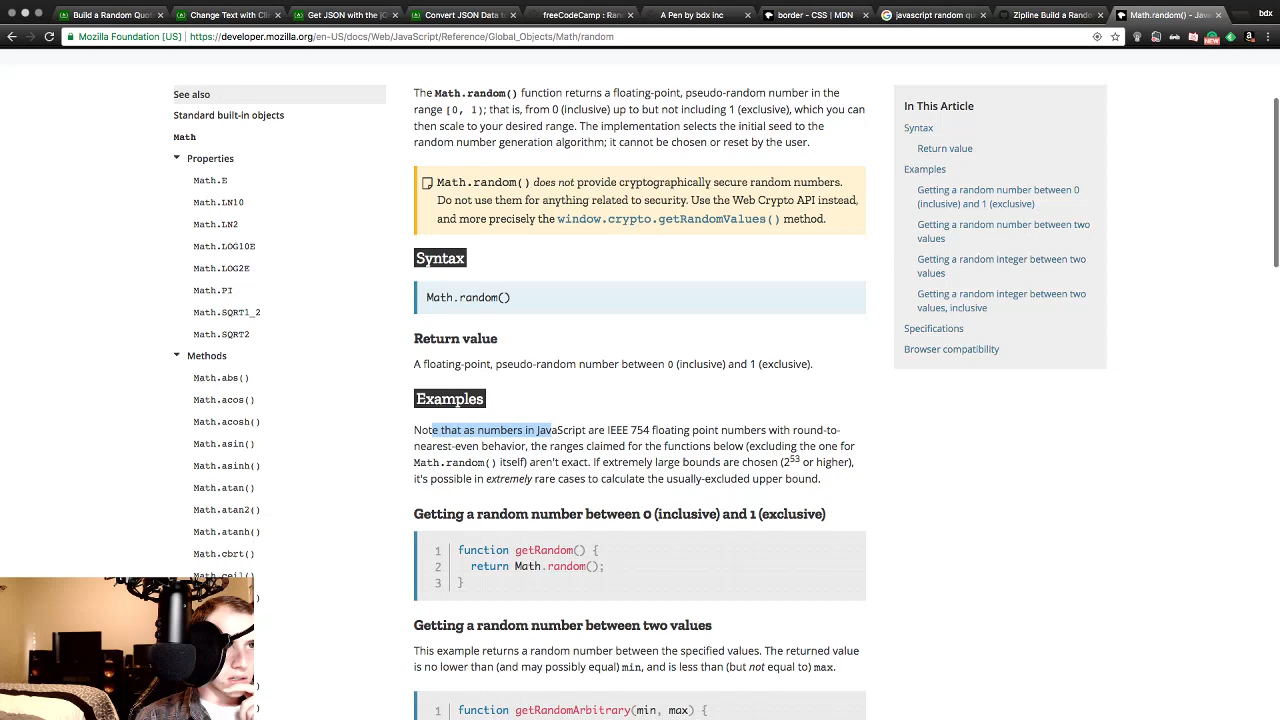 Build a Random Quot
Change Text with Cli
Get JSON with the jQ
Convert JSON Data to
freeCodeCamp : Ran
A Pen by bdx inc
border - CSS | MDN
javascript random qu
Zipline Build a Rando
Math.random() - Jav
bdx
Mozilla Foundation [US] https://developer.mozilla.org/en-US/docs/Web/JavaScript/Reference/Global_Objects/Math/random
NEW
See also
Standard built-in objects
Math
Properties
Math.E
Math.LN10
Math.LN2
Math.LOG10E
Math.LOG2E
Math.PI
Math.SQRT1_2
Math.SQRT2
Methods
Math.abs()
Math.acos()
Math.acosh()
Math.asin()
Math.asinh()
Math.atan()
Math.atan2()
Math.atanh()
Math.cbrt()
Math.ceil()
The Math.random() function returns a floating-point, pseudo-random number in the
range [0, 1); that is, from 0 (inclusive) up to but not including 1 (exclusive), which you can
then scale to your desired range. The implementation selects the initial seed to the
random number generation algorithm; it cannot be chosen or reset by the user.
Math.random() does not provide cryptographically secure random numbers.
Do not use them for anything related to security. Use the Web Crypto API instead,
and more precisely the window.crypto.getRandomValues() method.
Syntax
Math.random()
Return value
A floating-point, pseudo-random number between 0 (inclusive) and 1 (exclusive).
Examples
Note that as numbers in JavaScript are IEEE 754 floating point numbers with round-to-
nearest-even behavior, the ranges claimed for the functions below (excluding the one for
Math.random() itself) aren't exact. If extremely large bounds are chosen (2^53 or higher),
it's possible in extremely rare cases to calculate the usually-excluded upper bound.
Getting a random number between 0 (inclusive) and 1 (exclusive)
1 function getRandom() {
2 return Math.random();
3 }
Getting a random number between two values
This example returns a random number between the specified values. The returned value
is no lower than (and may possibly equal) min, and is less than (but not equal to) max.
1 function getRandomArbitrary(min, max) {
In This Article
Syntax
Return value
Examples
Getting a random number between 0
(inclusive) and 1 (exclusive)
Getting a random number between two
values
Getting a random integer between two
values
Getting a random integer between two
values, inclusive
Specifications
Browser compatibility